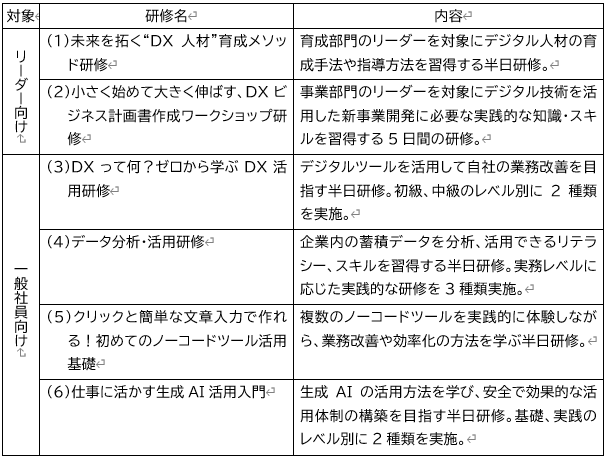 対象 研修名 内容
リーダー向け
(1)未来を拓く“DX 人材”育成メソッ
ド研修
育成部門のリーダーを対象にデジタル人材の育
成手法や指導方法を習得する半日研修。
(2)小さく始めて大きく伸ばす、DX ビ
ジネス計画書作成ワークショップ研
修
事業部門のリーダーを対象にデジタル技術を活
用した新事業開発に必要な実践的な知識・スキ
ルを習得する 5 日間の研修。
一般社員向け
(3)DX って何？ゼロから学ぶ DX 活
用研修
デジタルツールを活用して自社の業務改善を目
指す半日研修。初級、中級のレベル別に 2 種類
を実施。
(4)データ分析・活用研修
企業内の蓄積データを分析、活用できるリテラ
シー、スキルを習得する半日研修。実務レベルに
応じた実践的な研修を 3 種類実施。
(5)クリックと簡単な文章入力で作れ
る！初めてのノーコードツール活用
基礎
複数のノーコードツールを実践的に体験しなが
ら、業務改善や効率化の方法を学ぶ半日研修。
(6)仕事に活かす生成 AI 活用入門
生成 AI の活用方法を学び、安全で効果的な活
用体制の構築を目指す半日研修。基礎、実践の
レベル別に 2 種類を実施。